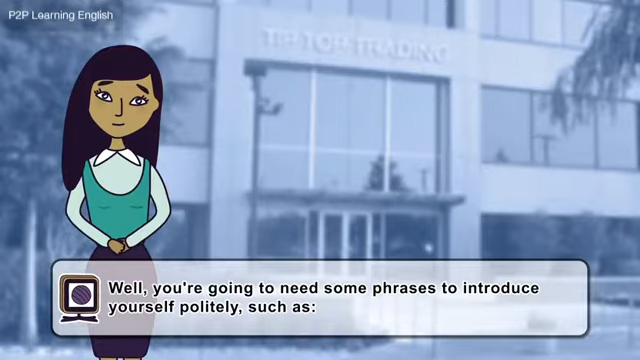 P2P Learning English
TIP TOP TRADING
Well, you're going to need some phrases to introduce
yourself politely, such as: